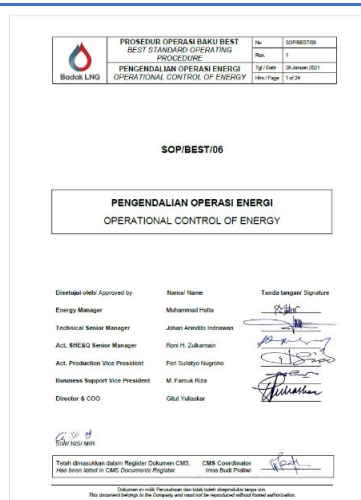 Badak LNG
PROSEDUR OPERASI BAKU BEST
BEST STANDARD OPERATING
PROCEDURE
PENGENDALIAN OPERASI ENERGI
OPERATIONAL CONTROL OF ENERGY
No SOP/BEST/06
Rev. 1
Tgl / Date 28 Januari 2021
Hlm / Page 1 of 24
SOP/BEST/06
PENGENDALIAN OPERASI ENERGI
OPERATIONAL CONTROL OF ENERGY
Disetujui oleh/ Approved by Nama/ Name Tanda tangan/ Signature
Energy Manager Muhammad Hatta
Technical Senior Manager Johan Anindito Indriawan
Act. SHE&Q Senior Manager Roni H. Zulkarnain
Act. Production Vice President Feri Sulistyo Nugroho
Business Support Vice President M. Farouk Riza
Director & COO Gitut Yuliaskar
SIW/ NIS/ MIR
Telah dimasukkan dalam Register Dokumen CMS. CMS Coordinator
Has been listed in CMS Documents Register. Irma Budi Pratiwi
Dokumen ini milik Perusahaan dan tidak boleh direproduksi tanpa izin
This document belongs to the Company and must not be reproduced without formal authorization.